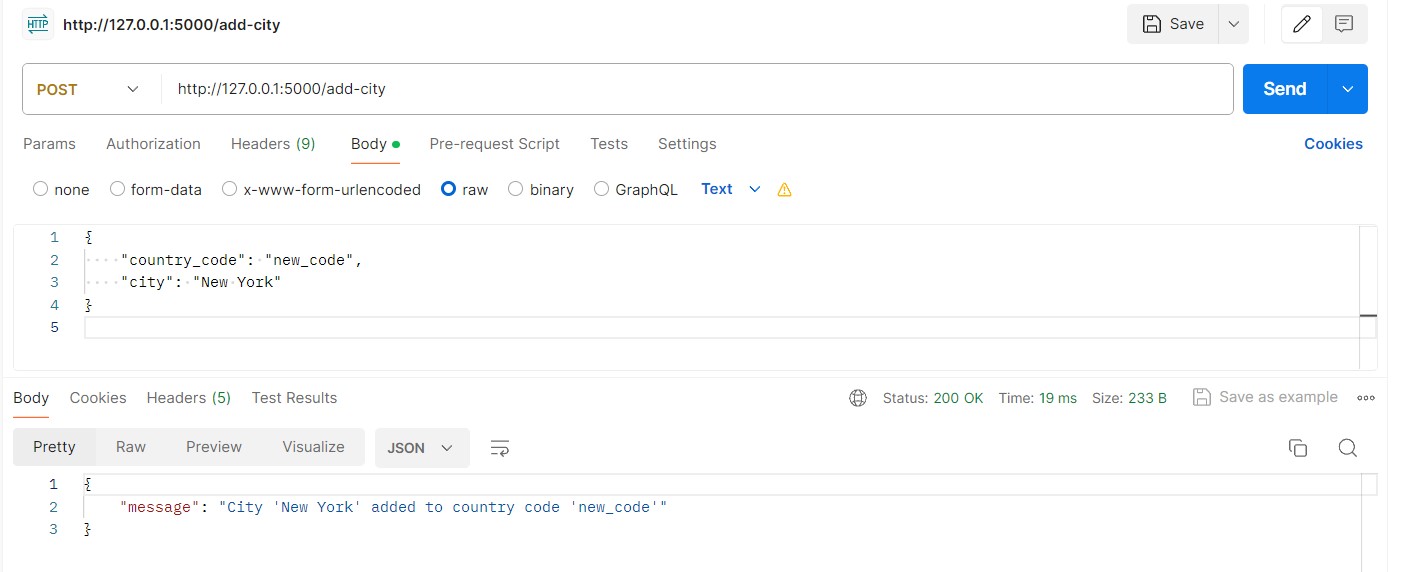 HTTP http://127.0.0.1:5000/add-city Save
POST http://127.0.0.1:5000/add-city Send
Params Authorization Headers (9) Body Pre-request Script Tests Settings Cookies
none form-data x-www-form-urlencoded raw binary GraphQL Text
1 {
2 ····"country_code":·"new_code",
3 ····"city":·"New·York"
4 }
5
Body Cookies Headers (5) Test Results Status: 200 OK Time: 19 ms Size: 233 B Save as example
Pretty Raw Preview Visualize JSON
1 {
2 "message": "City 'New York' added to country code 'new_code'"
3 }